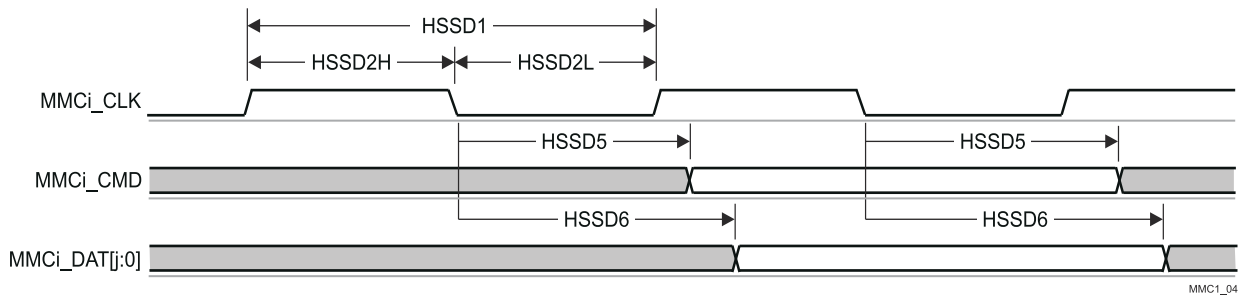 HSSD1
HSSD2H HSSD2L
MMCi_CLK
HSSD5 HSSD5
MMCi_CMD
HSSD6 HSSD6
MMCi_DAT[j:0]
MMC1_04